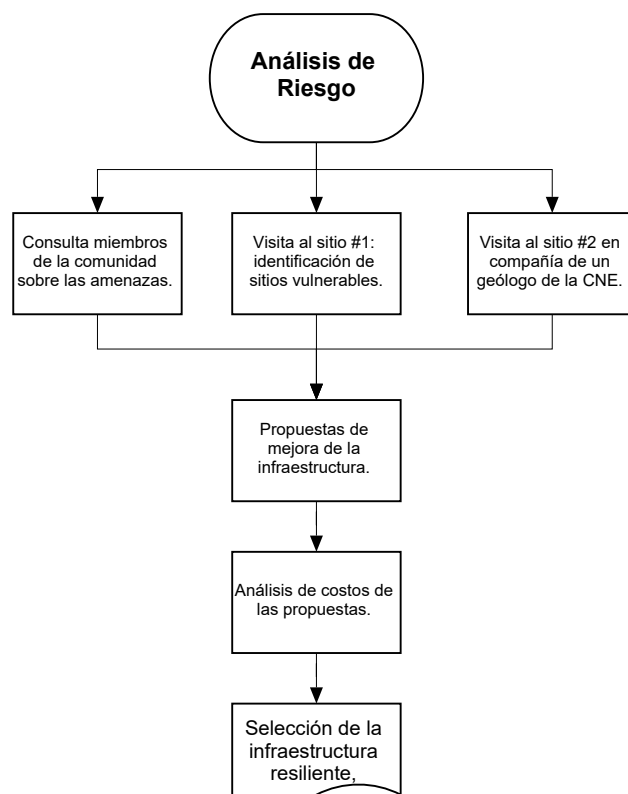 Análisis de
Riesgo
Consulta miembros
de la comunidad
sobre las amenazas.
Visita al sitio #1:
identificación de
sitios vulnerables.
Visita al sitio #2 en
compañía de un
geólogo de la CNE.
Propuestas de
mejora de la
infraestructura.
Análisis de costos de
las propuestas.
Selección de la
infraestructura
resiliente,